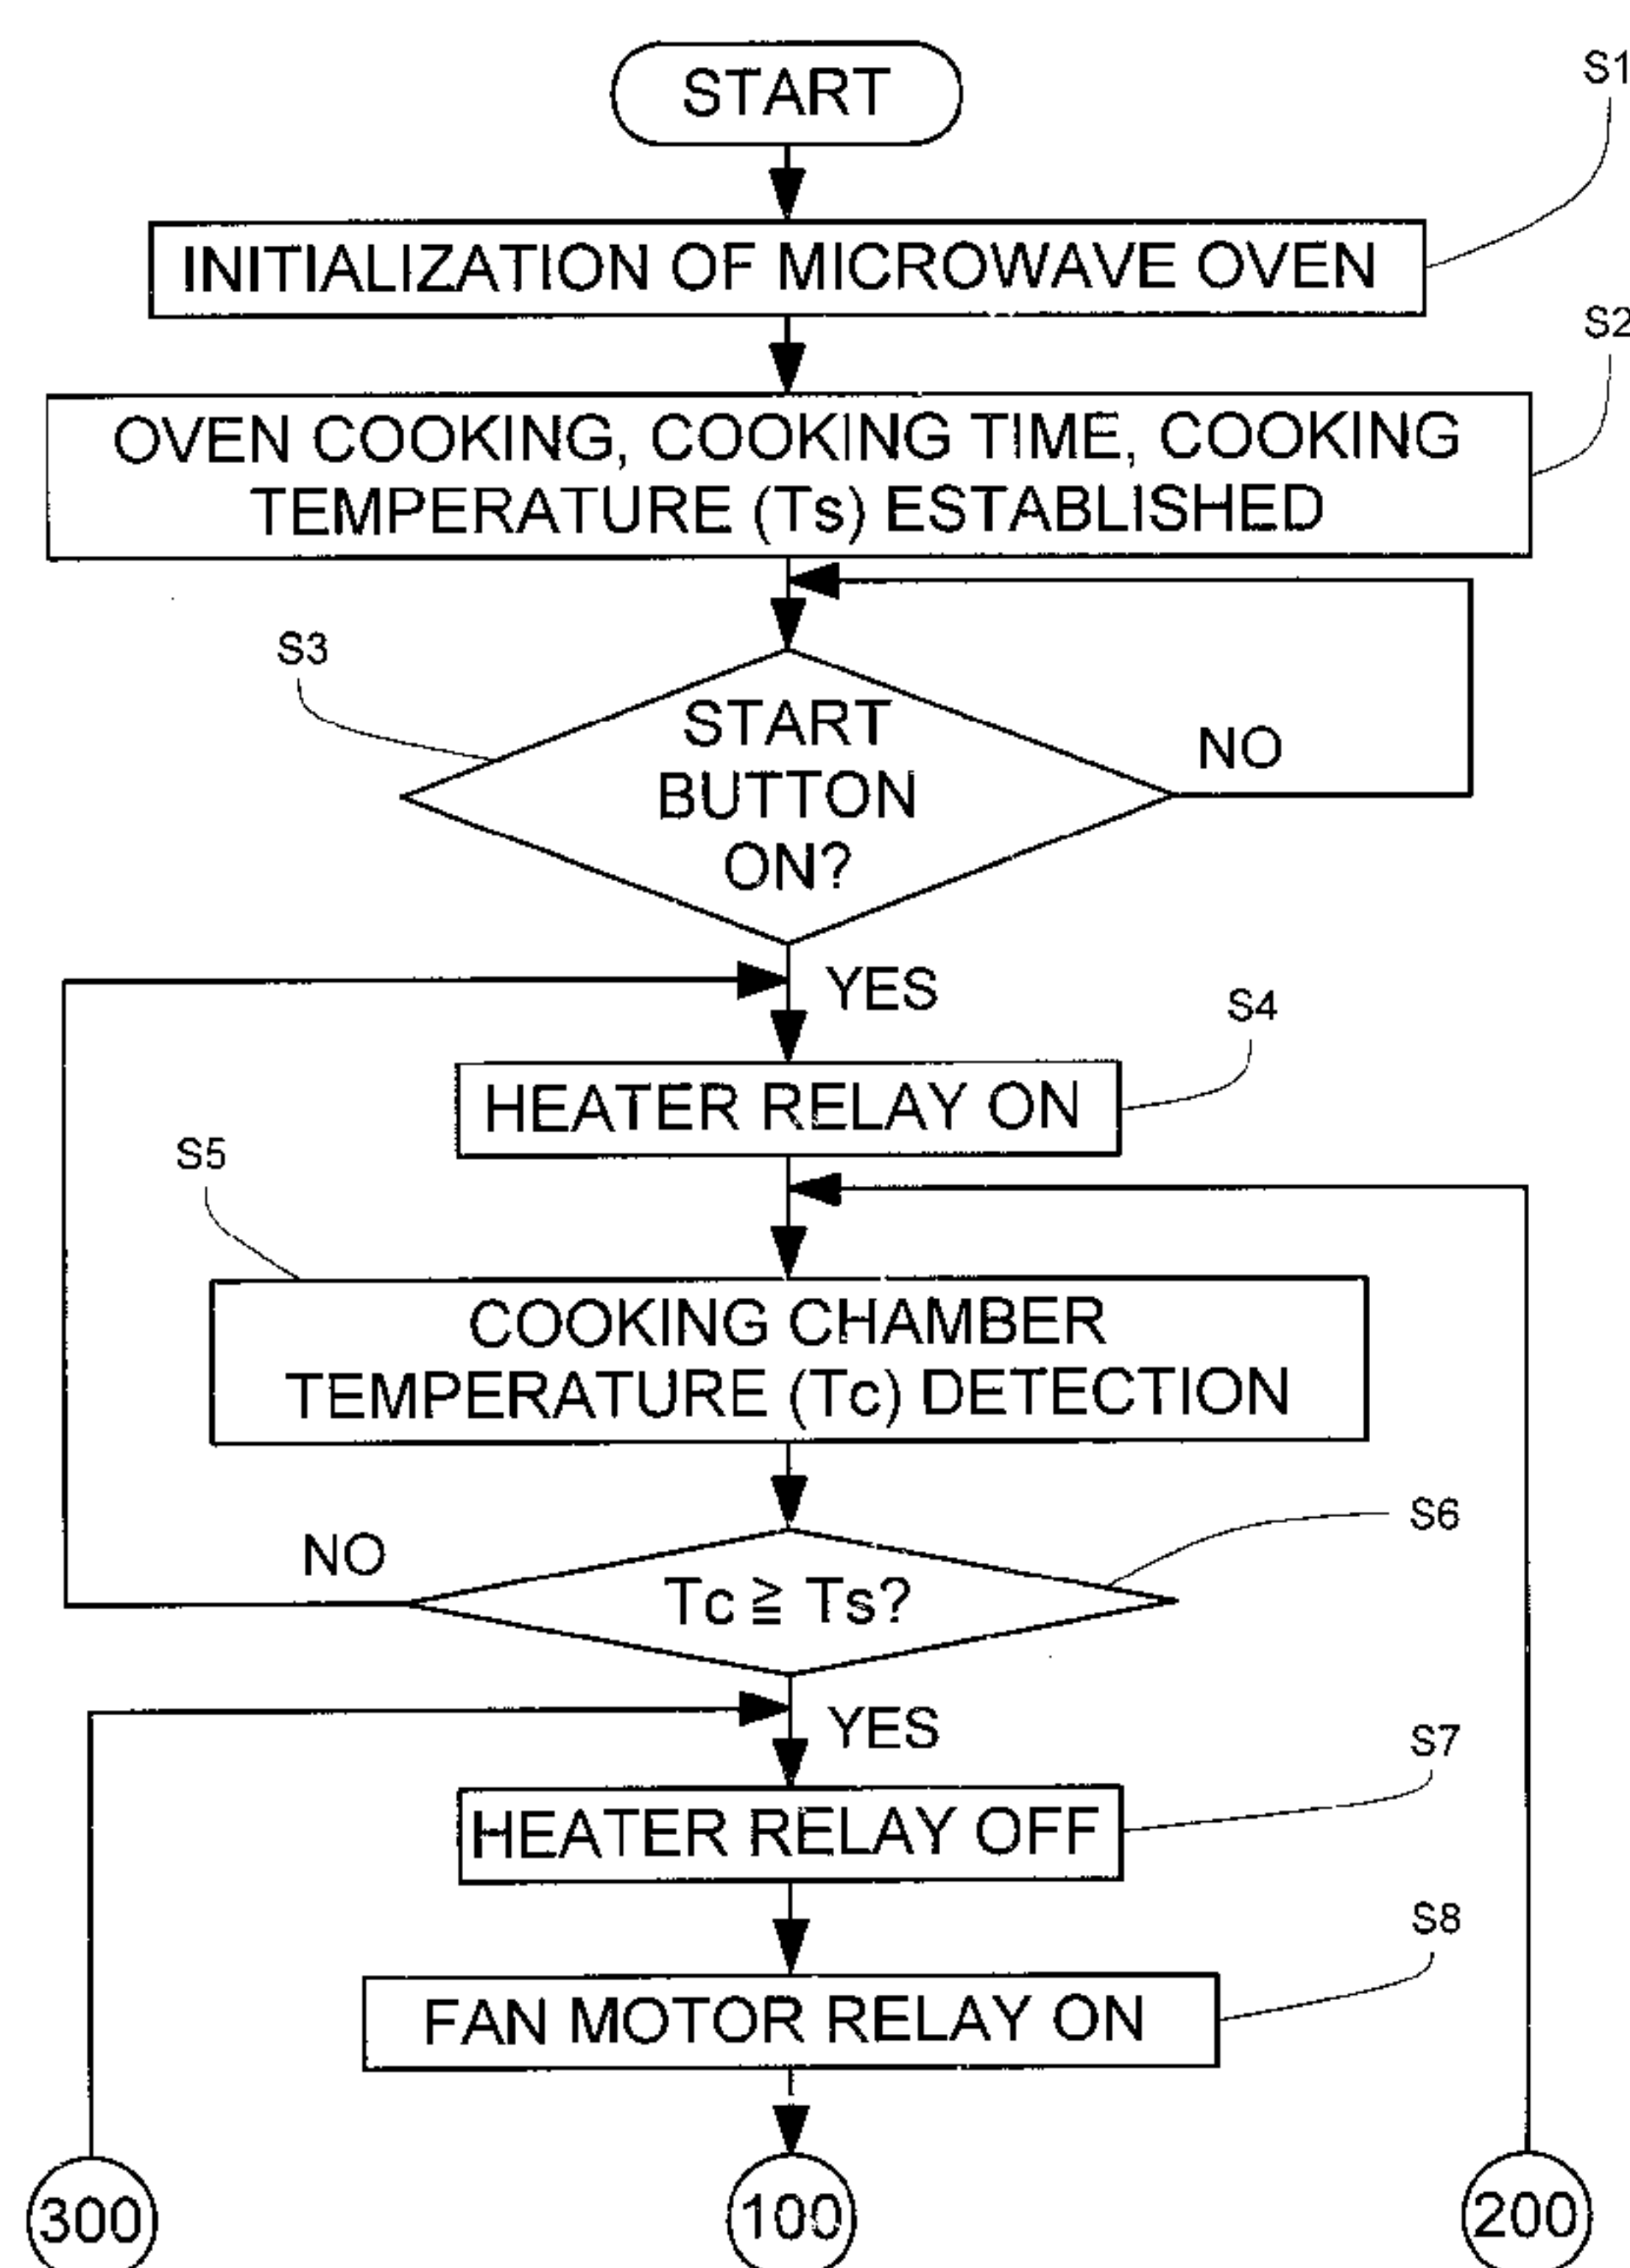 START
S1
INITIALIZATION OF MICROWAVE OVEN
S2
OVEN COOKING, COOKING TIME, COOKING
TEMPERATURE (Ts) ESTABLISHED
S3
START
BUTTON
ON?
NO
YES
S4
HEATER RELAY ON
S5
COOKING CHAMBER
TEMPERATURE (Tc) DETECTION
S6
NO
Tc ≧ Ts?
YES
S7
HEATER RELAY OFF
S8
FAN MOTOR RELAY ON
300
100
200